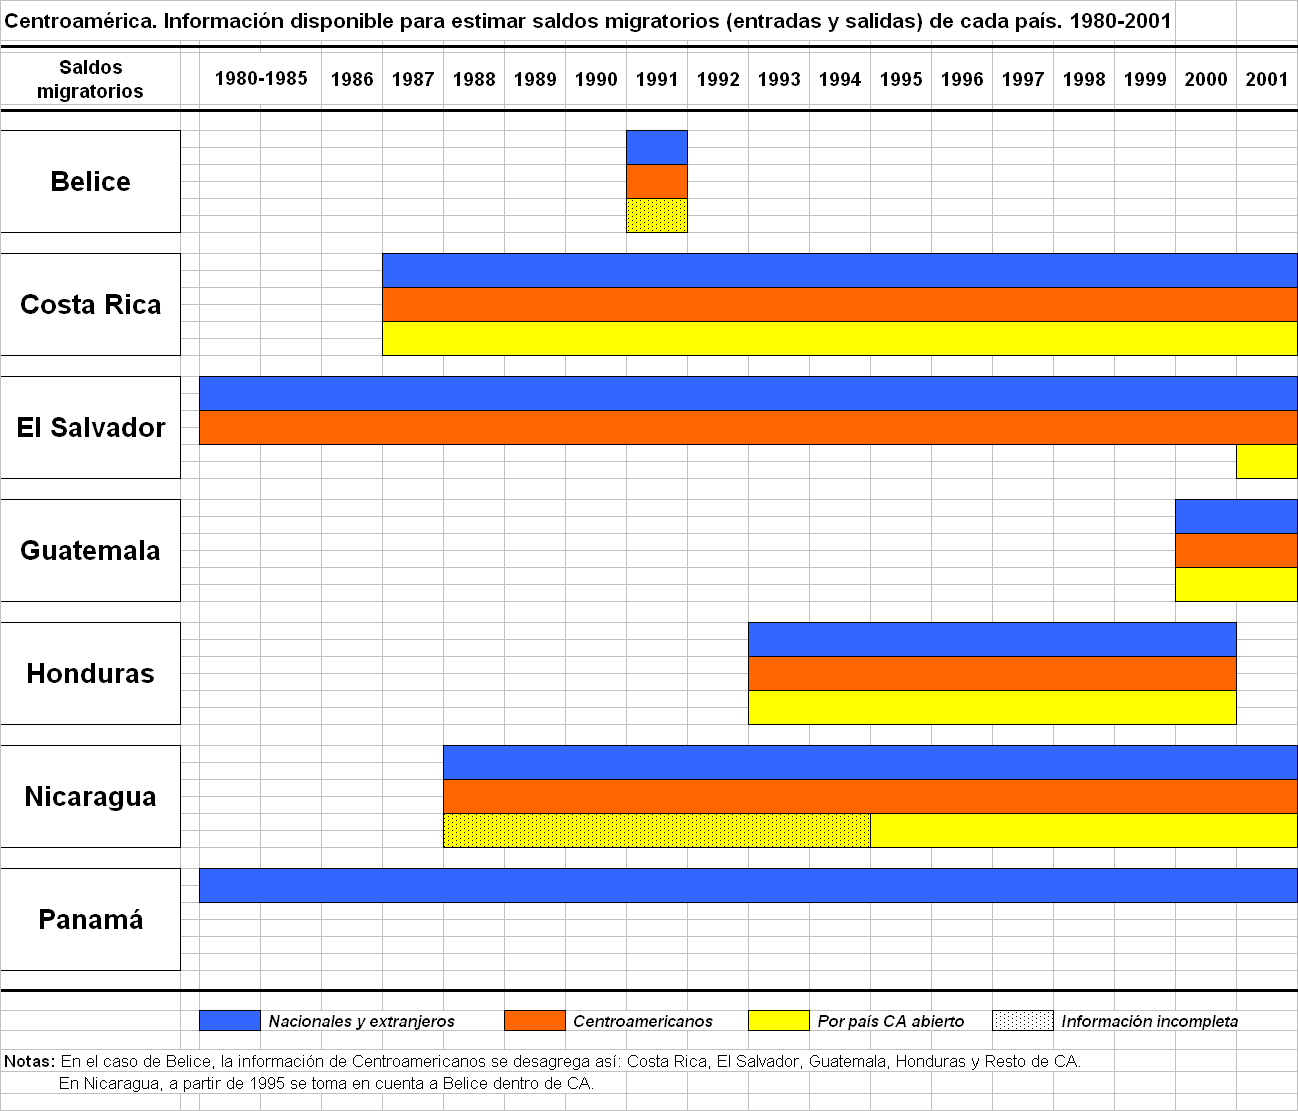 Centroamérica. Información disponible para estimar saldos migratorios (entradas y salidas) de cada país. 1980-2001
Saldos migratorios 1980-1985 1986 1987 1988 1989 1990 1991 1992 1993 1994 1995 1996 1997 1998 1999 2000 2001
Belice
Costa Rica
El Salvador
Guatemala
Honduras
Nicaragua
Panamá
Nacionales y extranjeros Centroamericanos Por país CA abierto Información incompleta
Notas: En el caso de Belice, la información de Centroamericanos se desagrega así: Costa Rica, El Salvador, Guatemala, Honduras y Resto de CA.
En Nicaragua, a partir de 1995 se toma en cuenta a Belice dentro de CA.